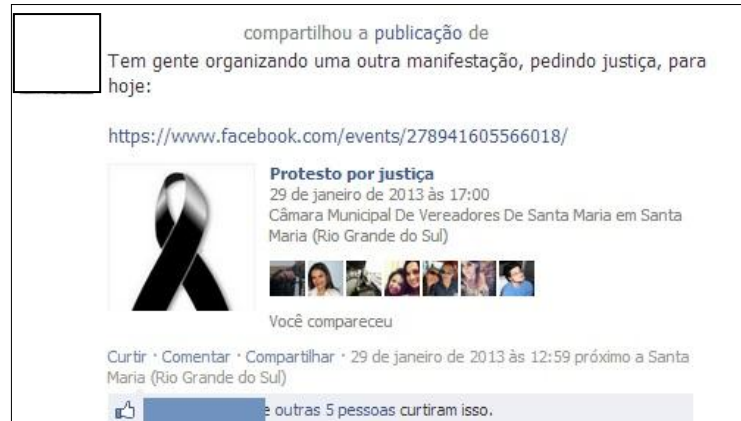 compartilhou a publicação de
Tem gente organizando uma outra manifestação, pedindo justiça, para
hoje:
https://www.facebook.com/events/278941605566018/
Protesto por justiça
29 de janeiro de 2013 às 17:00
Câmara Municipal De Vereadores De Santa Maria em Santa
Maria (Rio Grande do Sul)
Você compareceu
Curtir · Comentar · Compartilhar · 29 de janeiro de 2013 às 12:59 próximo a Santa
Maria (Rio Grande do Sul)
e outras 5 pessoas curtiram isso.